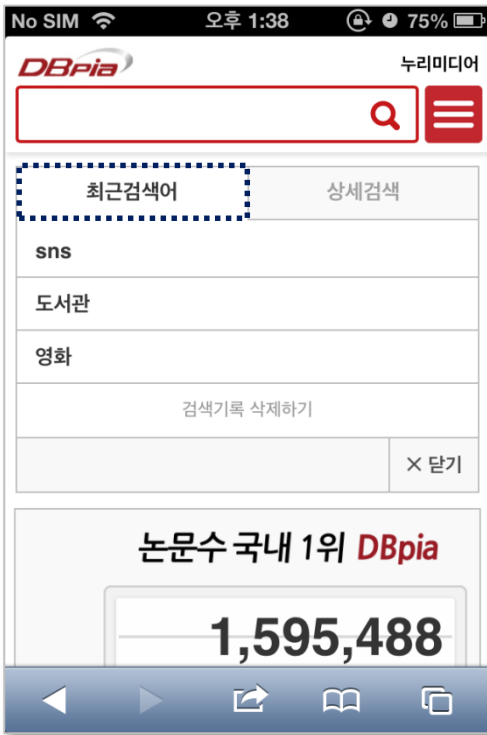 No SIM 오후 1:38 75%
DBpia 누리미디어
최근검색어 상세검색
sns
도서관
영화
검색기록 삭제하기
× 닫기
논문수 국내 1위 DBpia
1,595,488